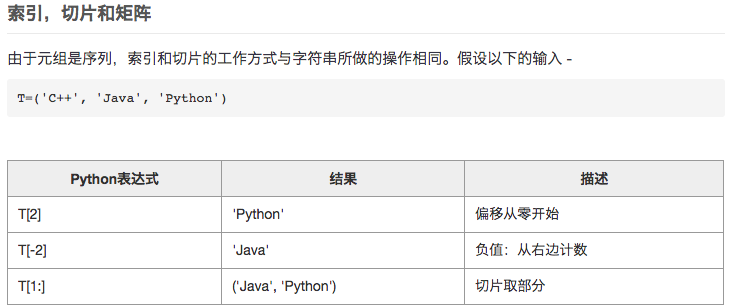 索引，切片和矩阵
由于元组是序列，索引和切片的工作方式与字符串所做的操作相同。假设以下的输入 -
T=('C++', 'Java', 'Python')
Python表达式 结果 描述
T[2] 'Python' 偏移从零开始
T[-2] 'Java' 负值：从右边计数
T[1:] ('Java', 'Python') 切片取部分